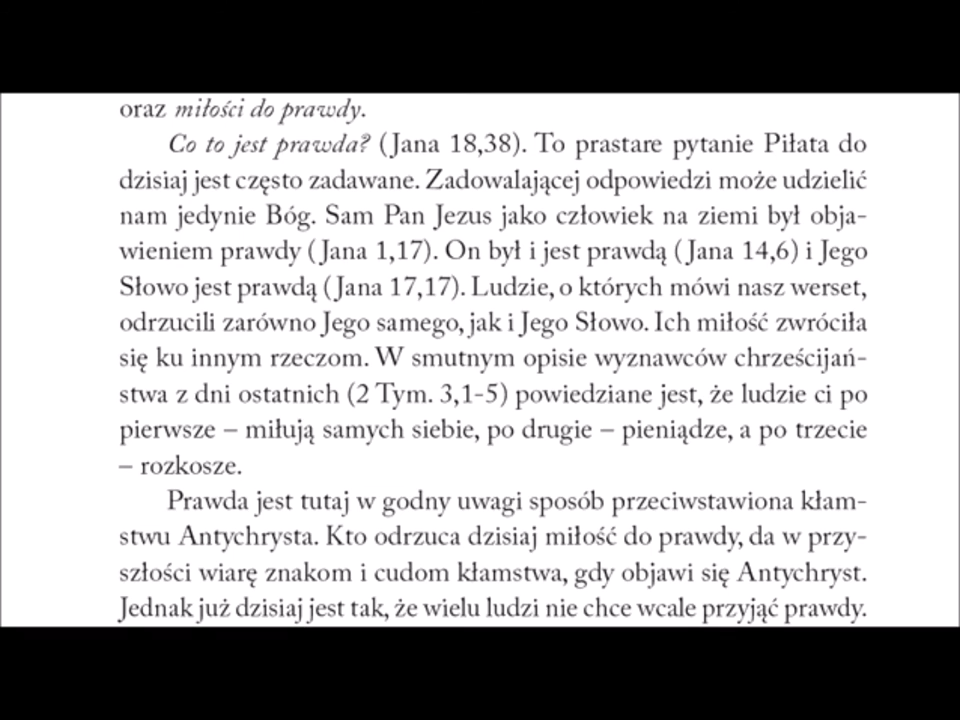 oraz miłości do prawdy.
Co to jest prawda? (Jana 18,38). To prastare pytanie Piłata do
dzisiaj jest często zadawane. Zadowalającej odpowiedzi może udzielić
nam jedynie Bóg. Sam Pan Jezus jako człowiek na ziemi był obja-
wieniem prawdy (Jana 1,17). On był i jest prawdą (Jana 14,6) i Jego
Słowo jest prawdą (Jana 17,17). Ludzie, o których mówi nasz werset,
odrzucili zarówno Jego samego, jak i Jego Słowo. Ich miłość zwróciła
się ku innym rzeczom. W smutnym opisie wyznawców chrześcijań-
stwa z dni ostatnich (2 Tym. 3,1-5) powiedziane jest, że ludzie ci po
pierwsze – miłują samych siebie, po drugie – pieniądze, a po trzecie
– rozkosze.
Prawda jest tutaj w godny uwagi sposób przeciwstawiona kłam-
stwu Antychrysta. Kto odrzuca dzisiaj miłość do prawdy, da w przy-
szłości wiarę znakom i cudom kłamstwa, gdy objawi się Antychryst.
Jednak już dzisiaj jest tak, że wielu ludzi nie chce wcale przyjąć prawdy.